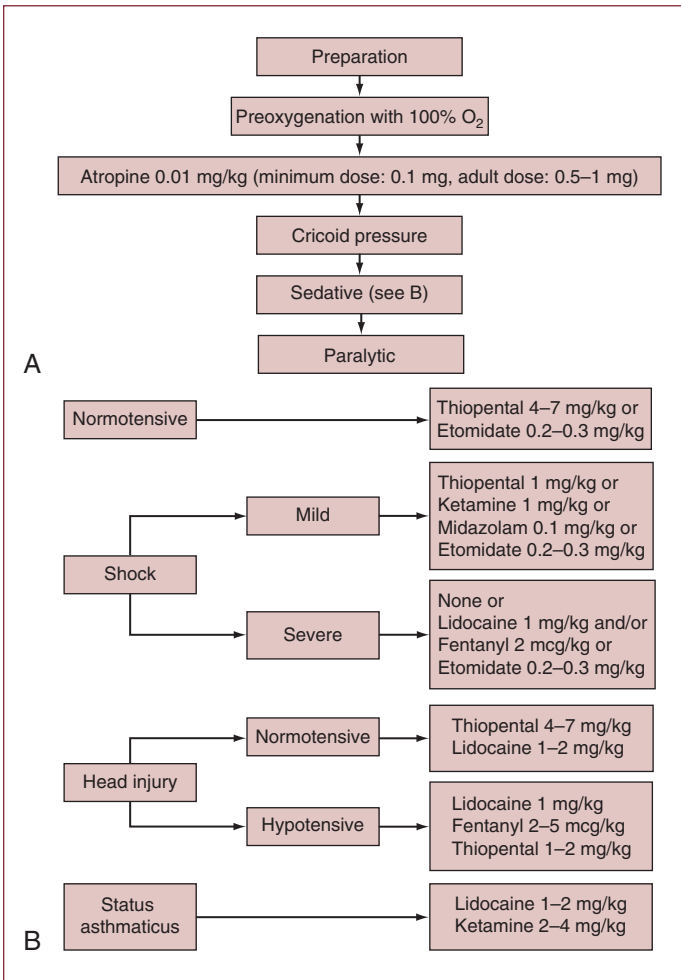 Preparation
Preoxygenation with 100% O₂
Atropine 0.01 mg/kg (minimum dose: 0.1 mg, adult dose: 0.5–1 mg)
Cricoid pressure
Sedative (see B)
Paralytic
A
Normotensive
Thiopental 4–7 mg/kg or
Etomidate 0.2–0.3 mg/kg
Shock
Mild
Thiopental 1 mg/kg or
Ketamine 1 mg/kg or
Midazolam 0.1 mg/kg or
Etomidate 0.2–0.3 mg/kg
Severe
None or
Lidocaine 1 mg/kg and/or
Fentanyl 2 mcg/kg or
Etomidate 0.2–0.3 mg/kg
Head injury
Normotensive
Thiopental 4–7 mg/kg
Lidocaine 1–2 mg/kg
Hypotensive
Lidocaine 1 mg/kg
Fentanyl 2–5 mcg/kg
Thiopental 1–2 mg/kg
Status
asthmaticus
Lidocaine 1–2 mg/kg
Ketamine 2–4 mg/kg
B